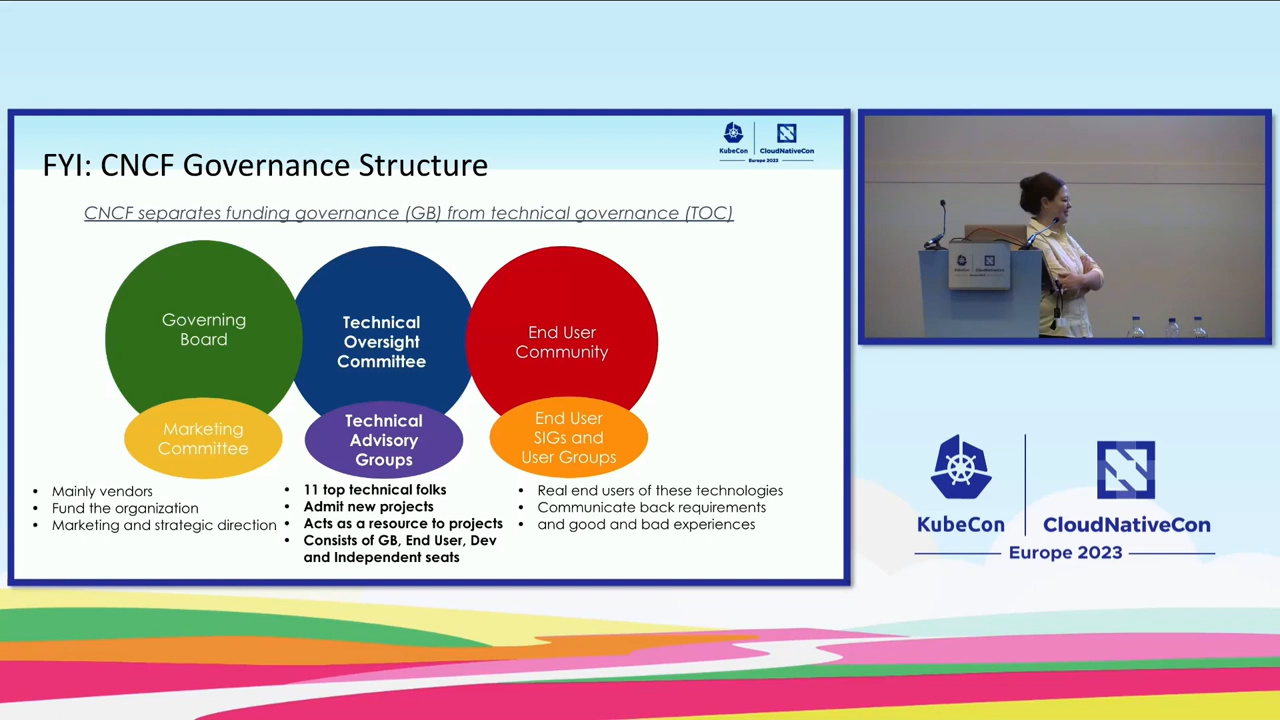 FYI: CNCF Governance Structure
KubeCon
CloudNativeCon
Europe 2023
CNCF separates funding governance (GB) from technical governance (TOC)
Governing
Board
Technical
Oversight
Committee
End User
Community
Marketing
Committee
Technical
Advisory
Groups
End User
SIGs and
User Groups
• Mainly vendors
• Fund the organization
• Marketing and strategic direction
• 11 top technical folks
• Admit new projects
• Acts as a resource to projects
• Consists of GB, End User, Dev
and Independent seats
• Real end users of these technologies
• Communicate back requirements
• and good and bad experiences
KubeCon
CloudNativeCon
Europe 2023